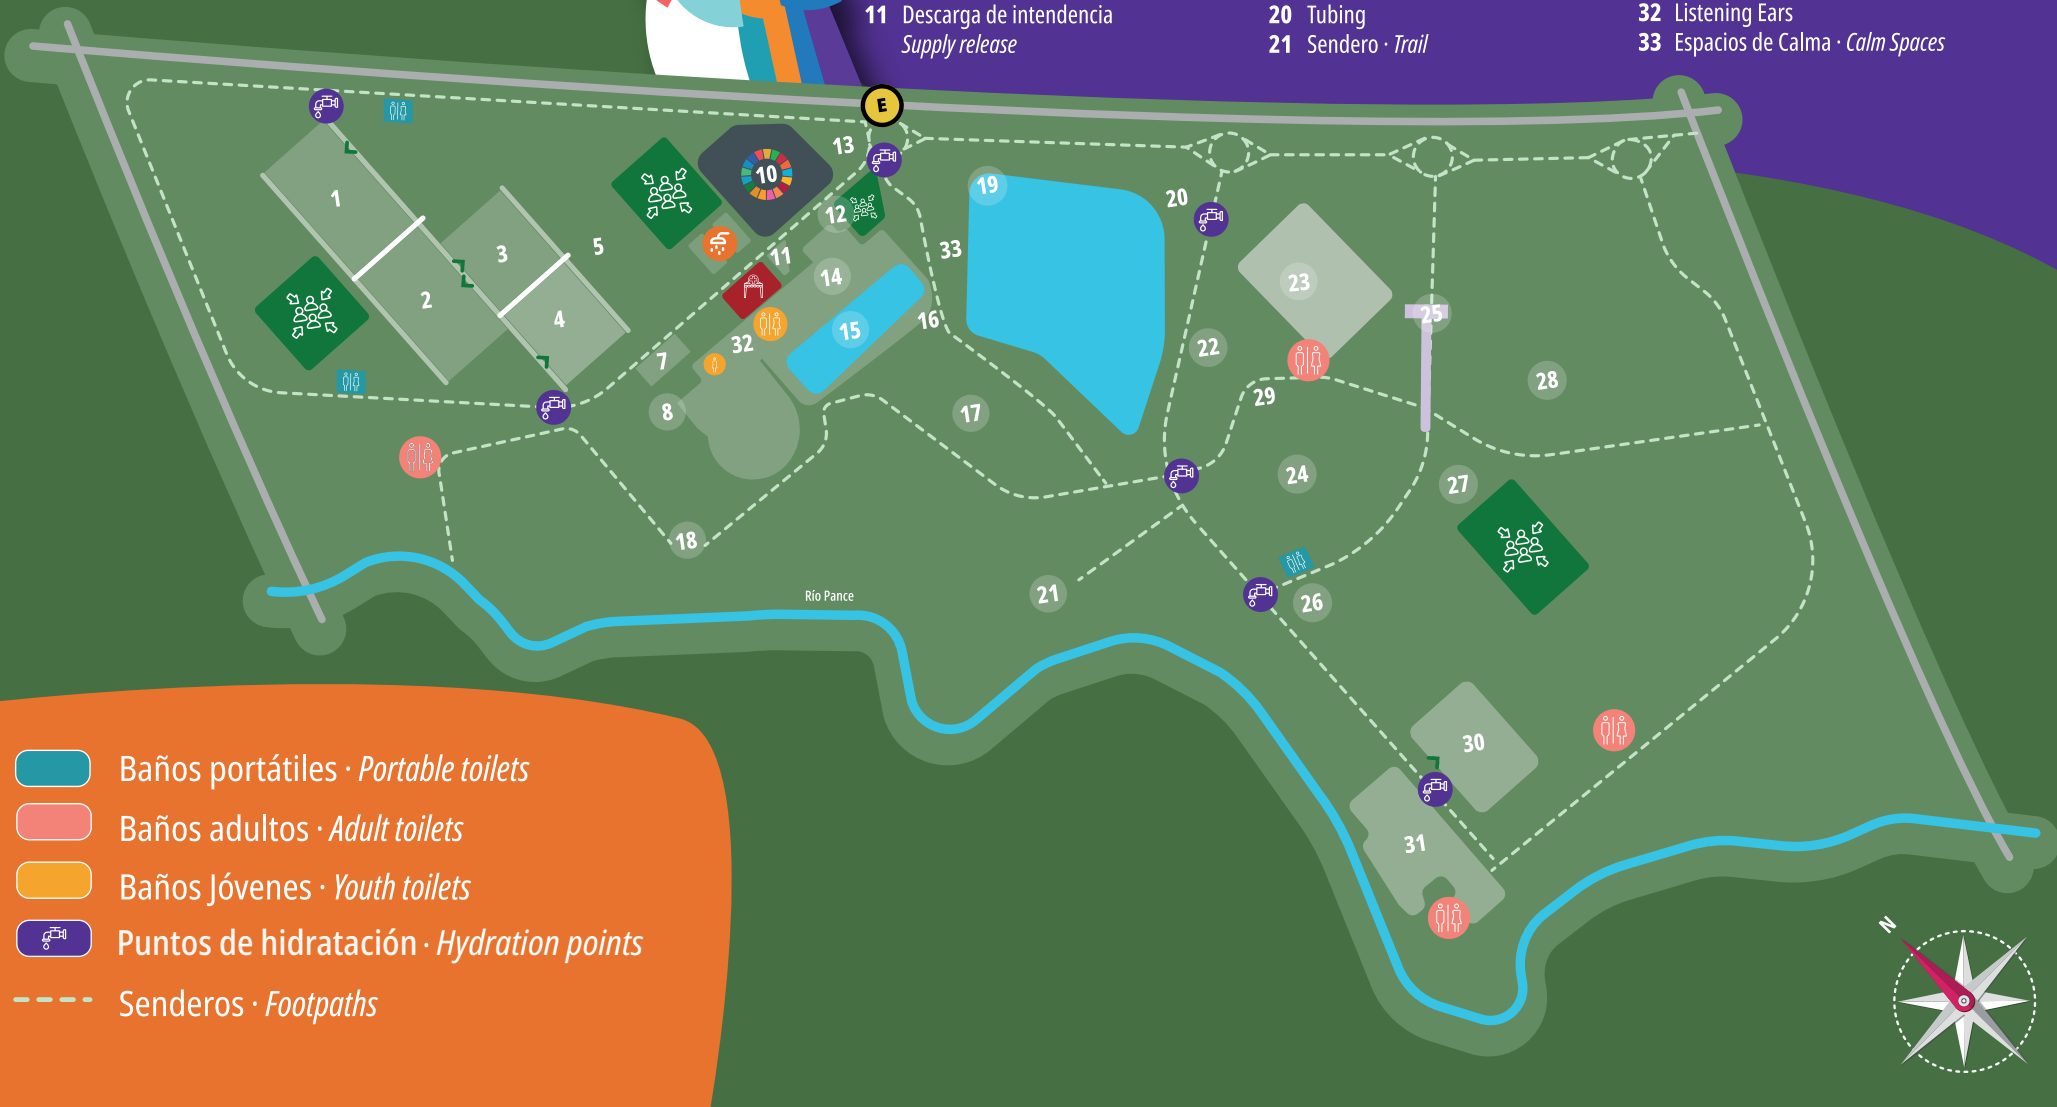 11 Descarga de intendencia
Supply release
20 Tubing
21 Sendero · Trail
32 Listening Ears
33 Espacios de Calma · Calm Spaces
E
13
10
1
12
19
20
3
5
33
11
14
23
2
4
15
16
25
32
7
22
8
17
29
28
24
27
18
21
26
Río Pance
30
31
Baños portátiles · Portable toilets
Baños adultos · Adult toilets
Baños Jóvenes · Youth toilets
Puntos de hidratación · Hydration points
Senderos · Footpaths
N